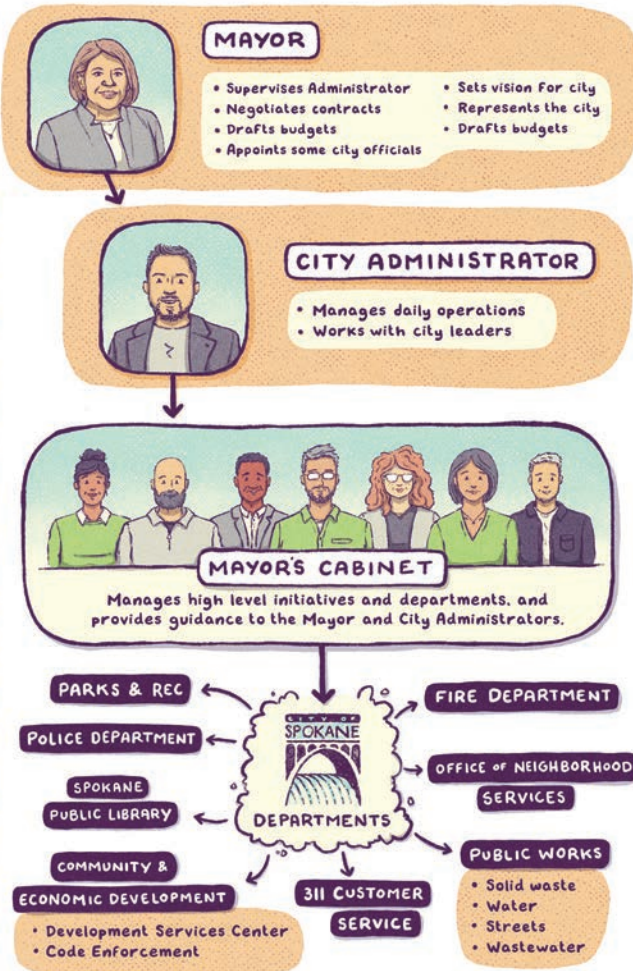 MAYOR
• Supervises Administrator
• Negotiates contracts
• Drafts budgets
• Appoints some city officials
• Sets vision for city
• Represents the city
• Drafts budgets
CITY ADMINISTRATOR
• Manages daily operations
• Works with city leaders
MAYOR'S CABINET
Manages high level initiatives and departments, and
provides guidance to the Mayor and City Administrators.
PARKS & REC
POLICE DEPARTMENT
SPOKANE
PUBLIC LIBRARY
COMMUNITY &
ECONOMIC DEVELOPMENT
• Development Services Center
• Code Enforcement
CITY OF
SPOKANE
DEPARTMENTS
311 CUSTOMER
SERVICE
FIRE DEPARTMENT
OFFICE OF NEIGHBORHOOD
SERVICES
PUBLIC WORKS
• Solid waste
• Water
• Streets
• Wastewater